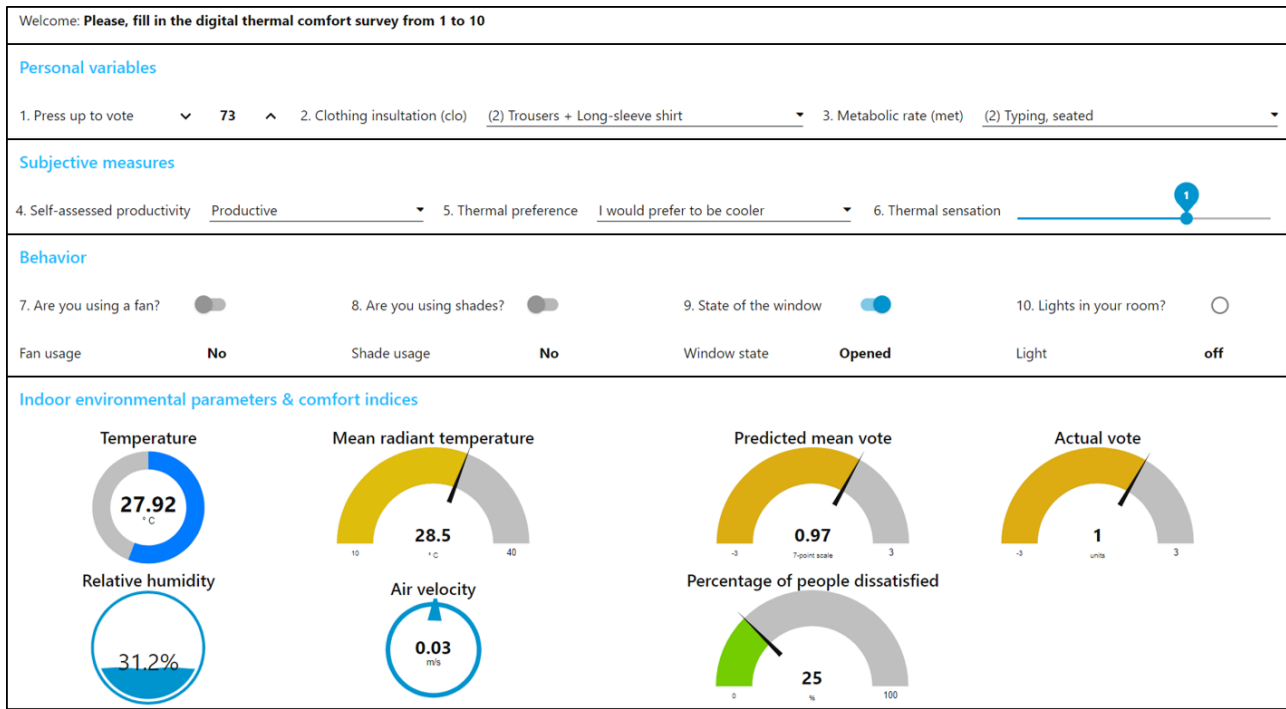 Welcome: Please, fill in the digital thermal comfort survey from 1 to 10
Personal variables
1. Press up to vote 73 2. Clothing insultation (clo) (2) Trousers + Long-sleeve shirt 3. Metabolic rate (met) (2) Typing, seated
Subjective measures
1
4. Self-assessed productivity Productive 5. Thermal preference I would prefer to be cooler 6. Thermal sensation
Behavior
7. Are you using a fan? 8. Are you using shades? 9. State of the window 10. Lights in your room?
Fan usage No Shade usage No Window state Opened Light off
Indoor environmental parameters & comfort indices
Temperature Mean radiant temperature Predicted mean vote Actual vote
27.92
° C
28.5 0.97 1
10 ° C 40 -3 7-point scale 3 -3 units 3
Relative humidity Air velocity Percentage of people dissatisfied
31.2%
0.03
m/s
25
0 % 100